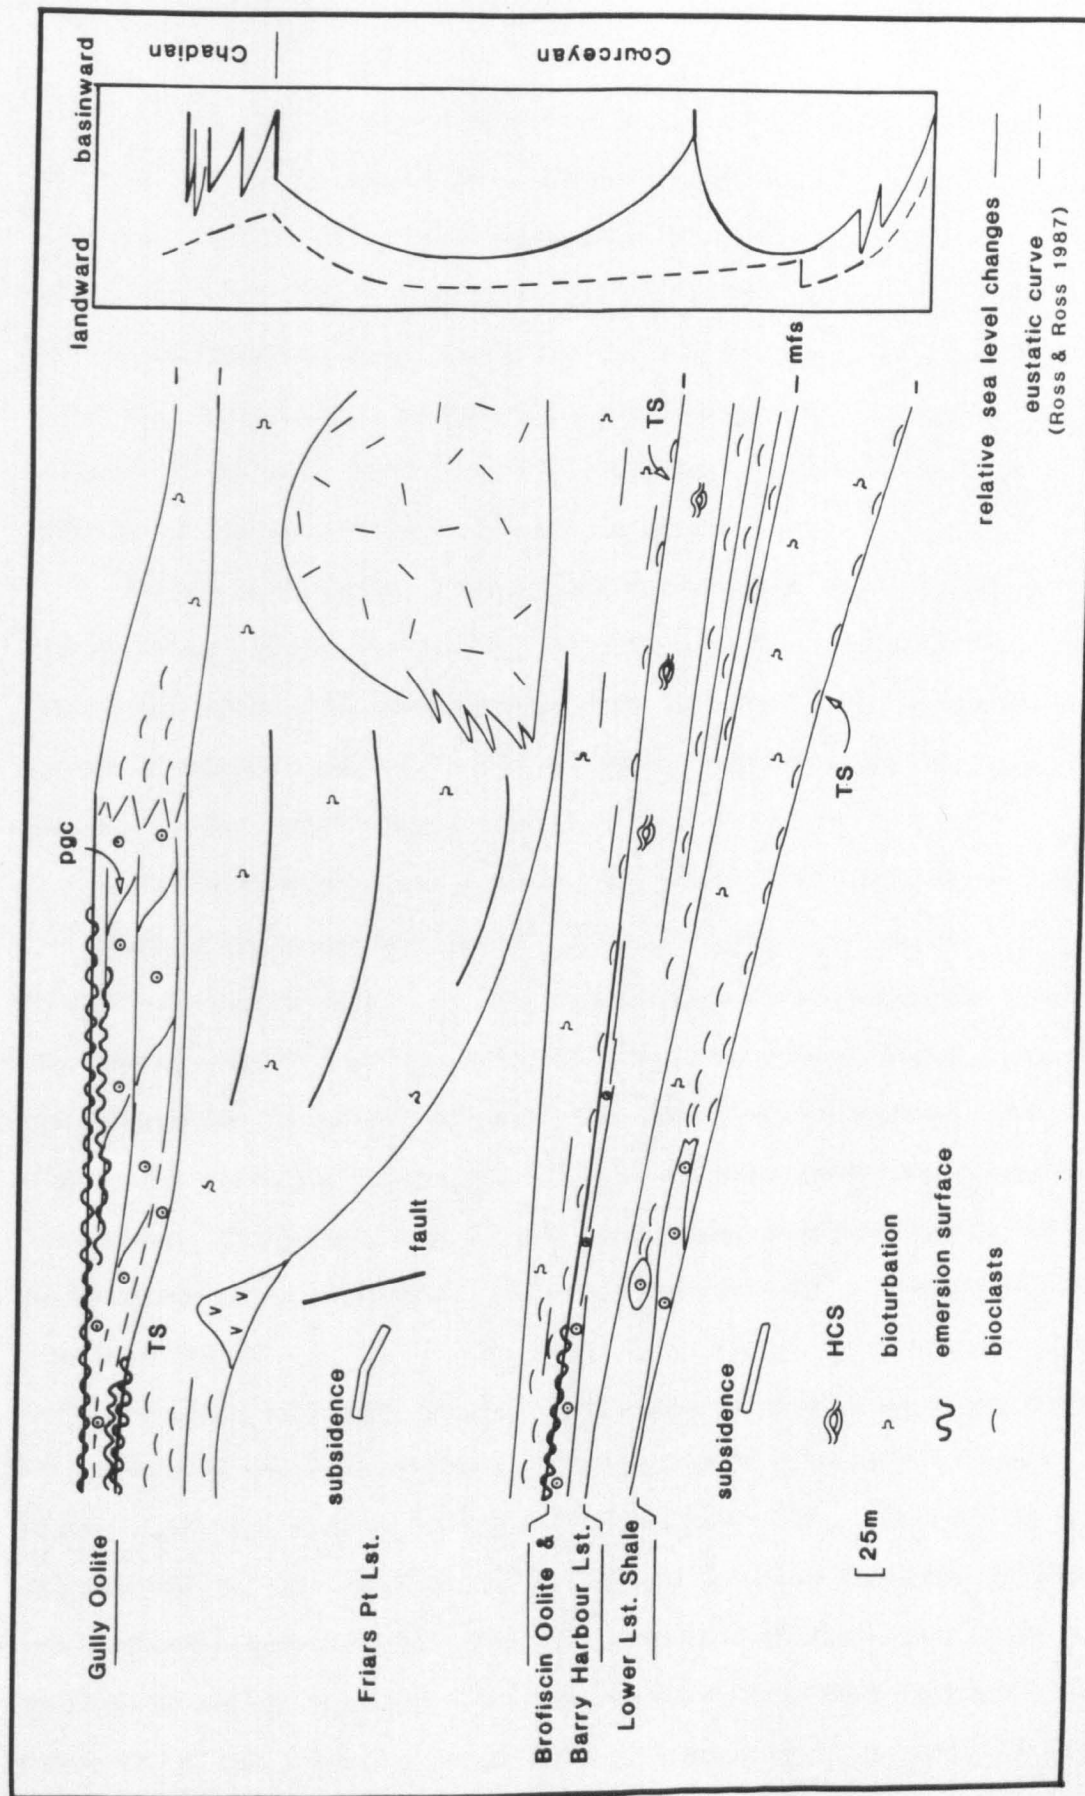 landward basinward
Chadian
Courceyan
pgc
TS
TS
TS
mfs
fault
Gully Oolite
Friars Pt Lst.
Brofiscin Oolite &
Barry Harbour Lst.
Lower Lst. Shale
subsidence
subsidence
[25m
HCS
bioturbation
emersion surface
bioclasts
relative sea level changes
eustatic curve
(Ross & Ross 1987)